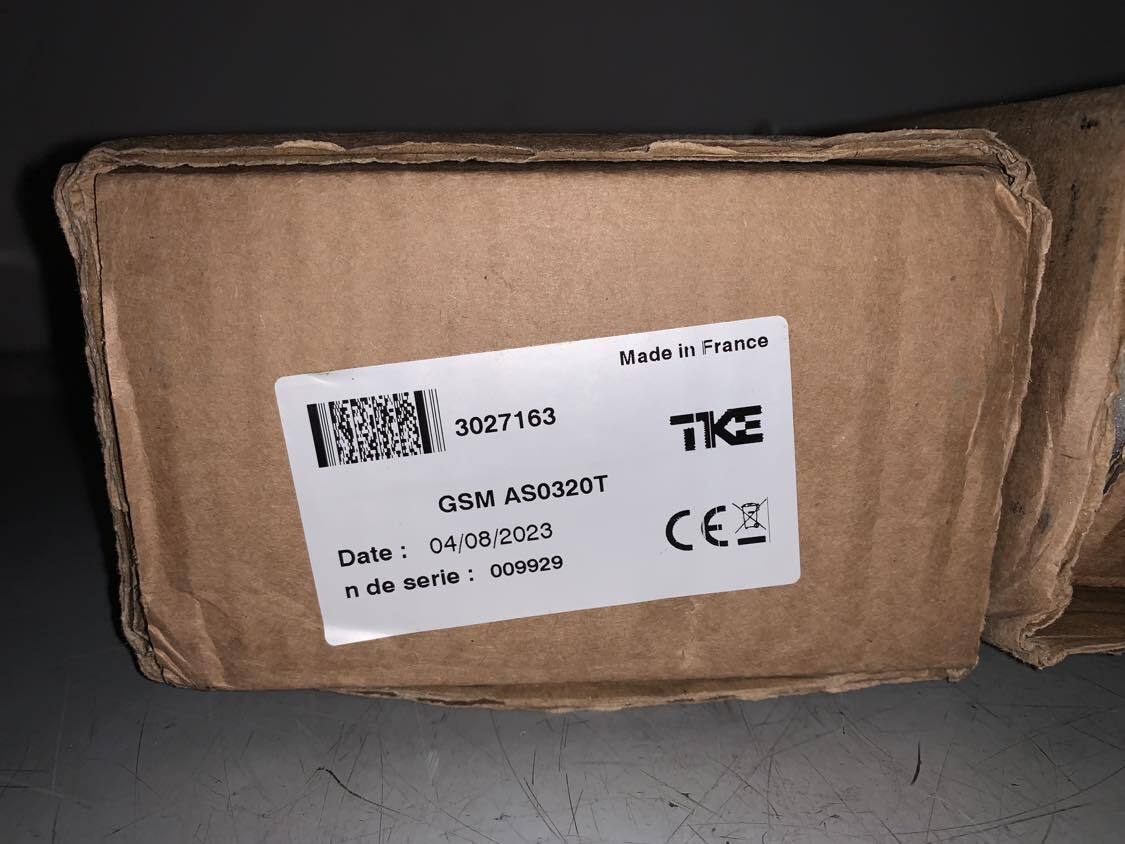 Made in France
3027163
TKE
GSM AS0320T
Date : 04/08/2023
CE
n de serie : 009929